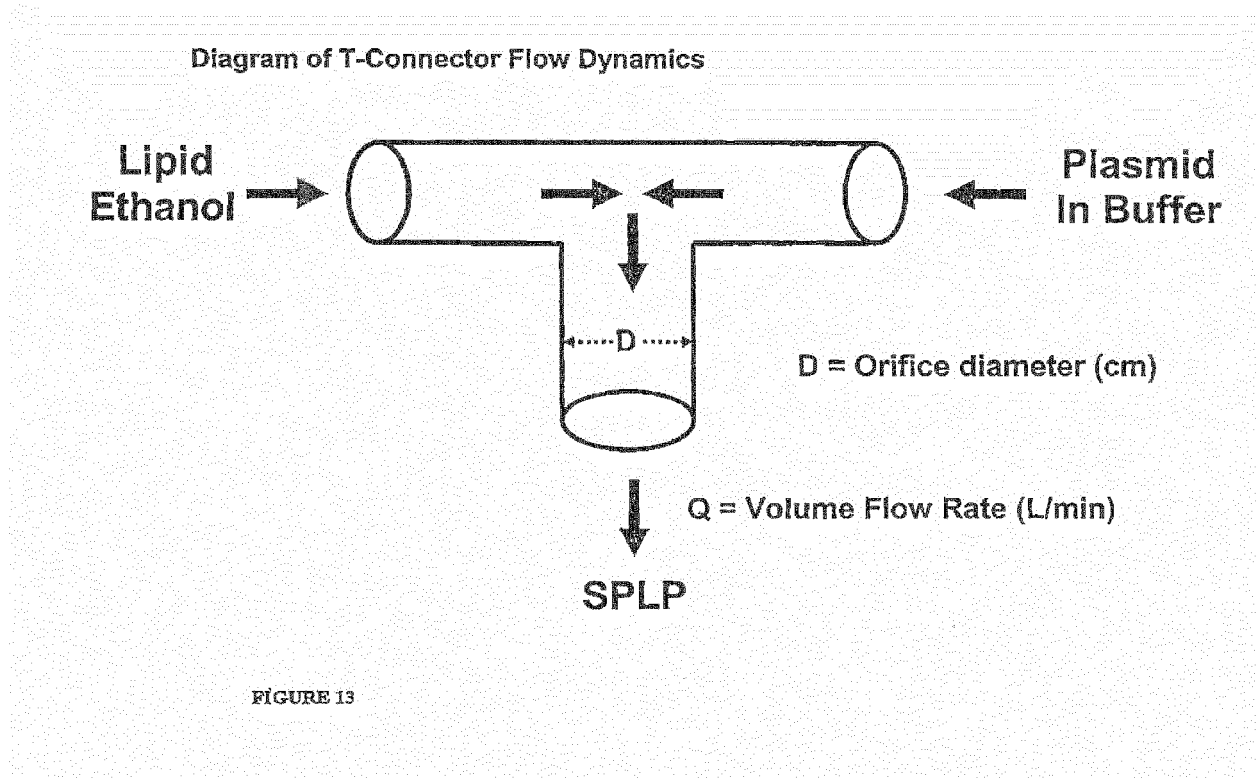 Diagram of T-Connector Flow Dynamics
Lipid
Ethanol
Plasmid
In Buffer
D
D = Orifice diameter (cm)
Q = Volume Flow Rate (L/min)
SPLP
FIGURE 13